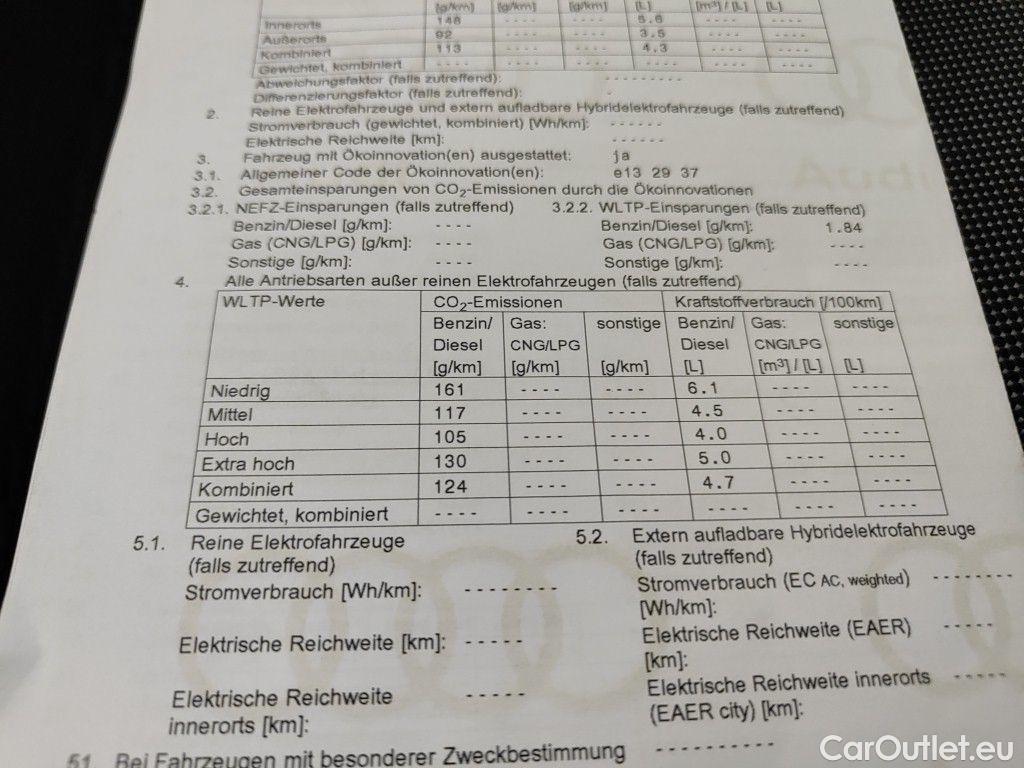 [g/km] [g/km] [g/km] [L] [m³] / [L] [L]
Innerorts 148 ---- ---- 5.6 ---- ----
Außerorts 92 ---- ---- 3.5 ---- ----
Kombiniert 113 ---- ---- 4.3 ---- ----
Gewichtet, kombiniert ---- ---- ---- ---- ---- ----
Abweichungsfaktor (falls zutreffend): ---------
Differenzierungsfaktor (falls zutreffend): -
2. Reine Elektrofahrzeuge und extern aufladbare Hybridelektrofahrzeuge (falls zutreffend)
Stromverbrauch (gewichtet, kombiniert) [Wh/km]: ------
Elektrische Reichweite [km]: ------
3. Fahrzeug mit Ökoinnovation(en) ausgestattet: ja
3.1. Allgemeiner Code der Ökoinnovation(en): e13 29 37
3.2. Gesamteinsparungen von CO₂-Emissionen durch die Ökoinnovationen
3.2.1. NEFZ-Einsparungen (falls zutreffend) 3.2.2. WLTP-Einsparungen (falls zutreffend)
Benzin/Diesel [g/km]: ---- Benzin/Diesel [g/km]: 1.84
Gas (CNG/LPG) [g/km]: ---- Gas (CNG/LPG) [g/km]: ----
Sonstige [g/km]: ---- Sonstige [g/km]: ----
4. Alle Antriebsarten außer reinen Elektrofahrzeugen (falls zutreffend)
WLTP-Werte CO₂-Emissionen Kraftstoffverbrauch [/100km]
Benzin/ Gas: sonstige Benzin/ Gas: sonstige
Diesel CNG/LPG Diesel CNG/LPG
[g/km] [g/km] [g/km] [L] [m³] / [L] [L]
Niedrig 161 ---- ---- 6.1 ---- ----
Mittel 117 ---- ---- 4.5 ---- ----
Hoch 105 ---- ---- 4.0 ---- ----
Extra hoch 130 ---- ---- 5.0 ---- ----
Kombiniert 124 ---- ---- 4.7 ---- ----
Gewichtet, kombiniert ---- ---- ---- ---- ---- ----
5.1. Reine Elektrofahrzeuge 5.2. Extern aufladbare Hybridelektrofahrzeuge
(falls zutreffend) (falls zutreffend)
Stromverbrauch [Wh/km]: -------- Stromverbrauch (EC AC, weighted) --------
[Wh/km]:
Elektrische Reichweite [km]: ----- Elektrische Reichweite (EAER) -----
[km]:
Elektrische Reichweite ----- Elektrische Reichweite innerorts -----
innerorts [km]: (EAER city) [km]:
51. Bei Fahrzeugen mit besonderer Zweckbestimmung ----------
Audi
CarOutlet.eu